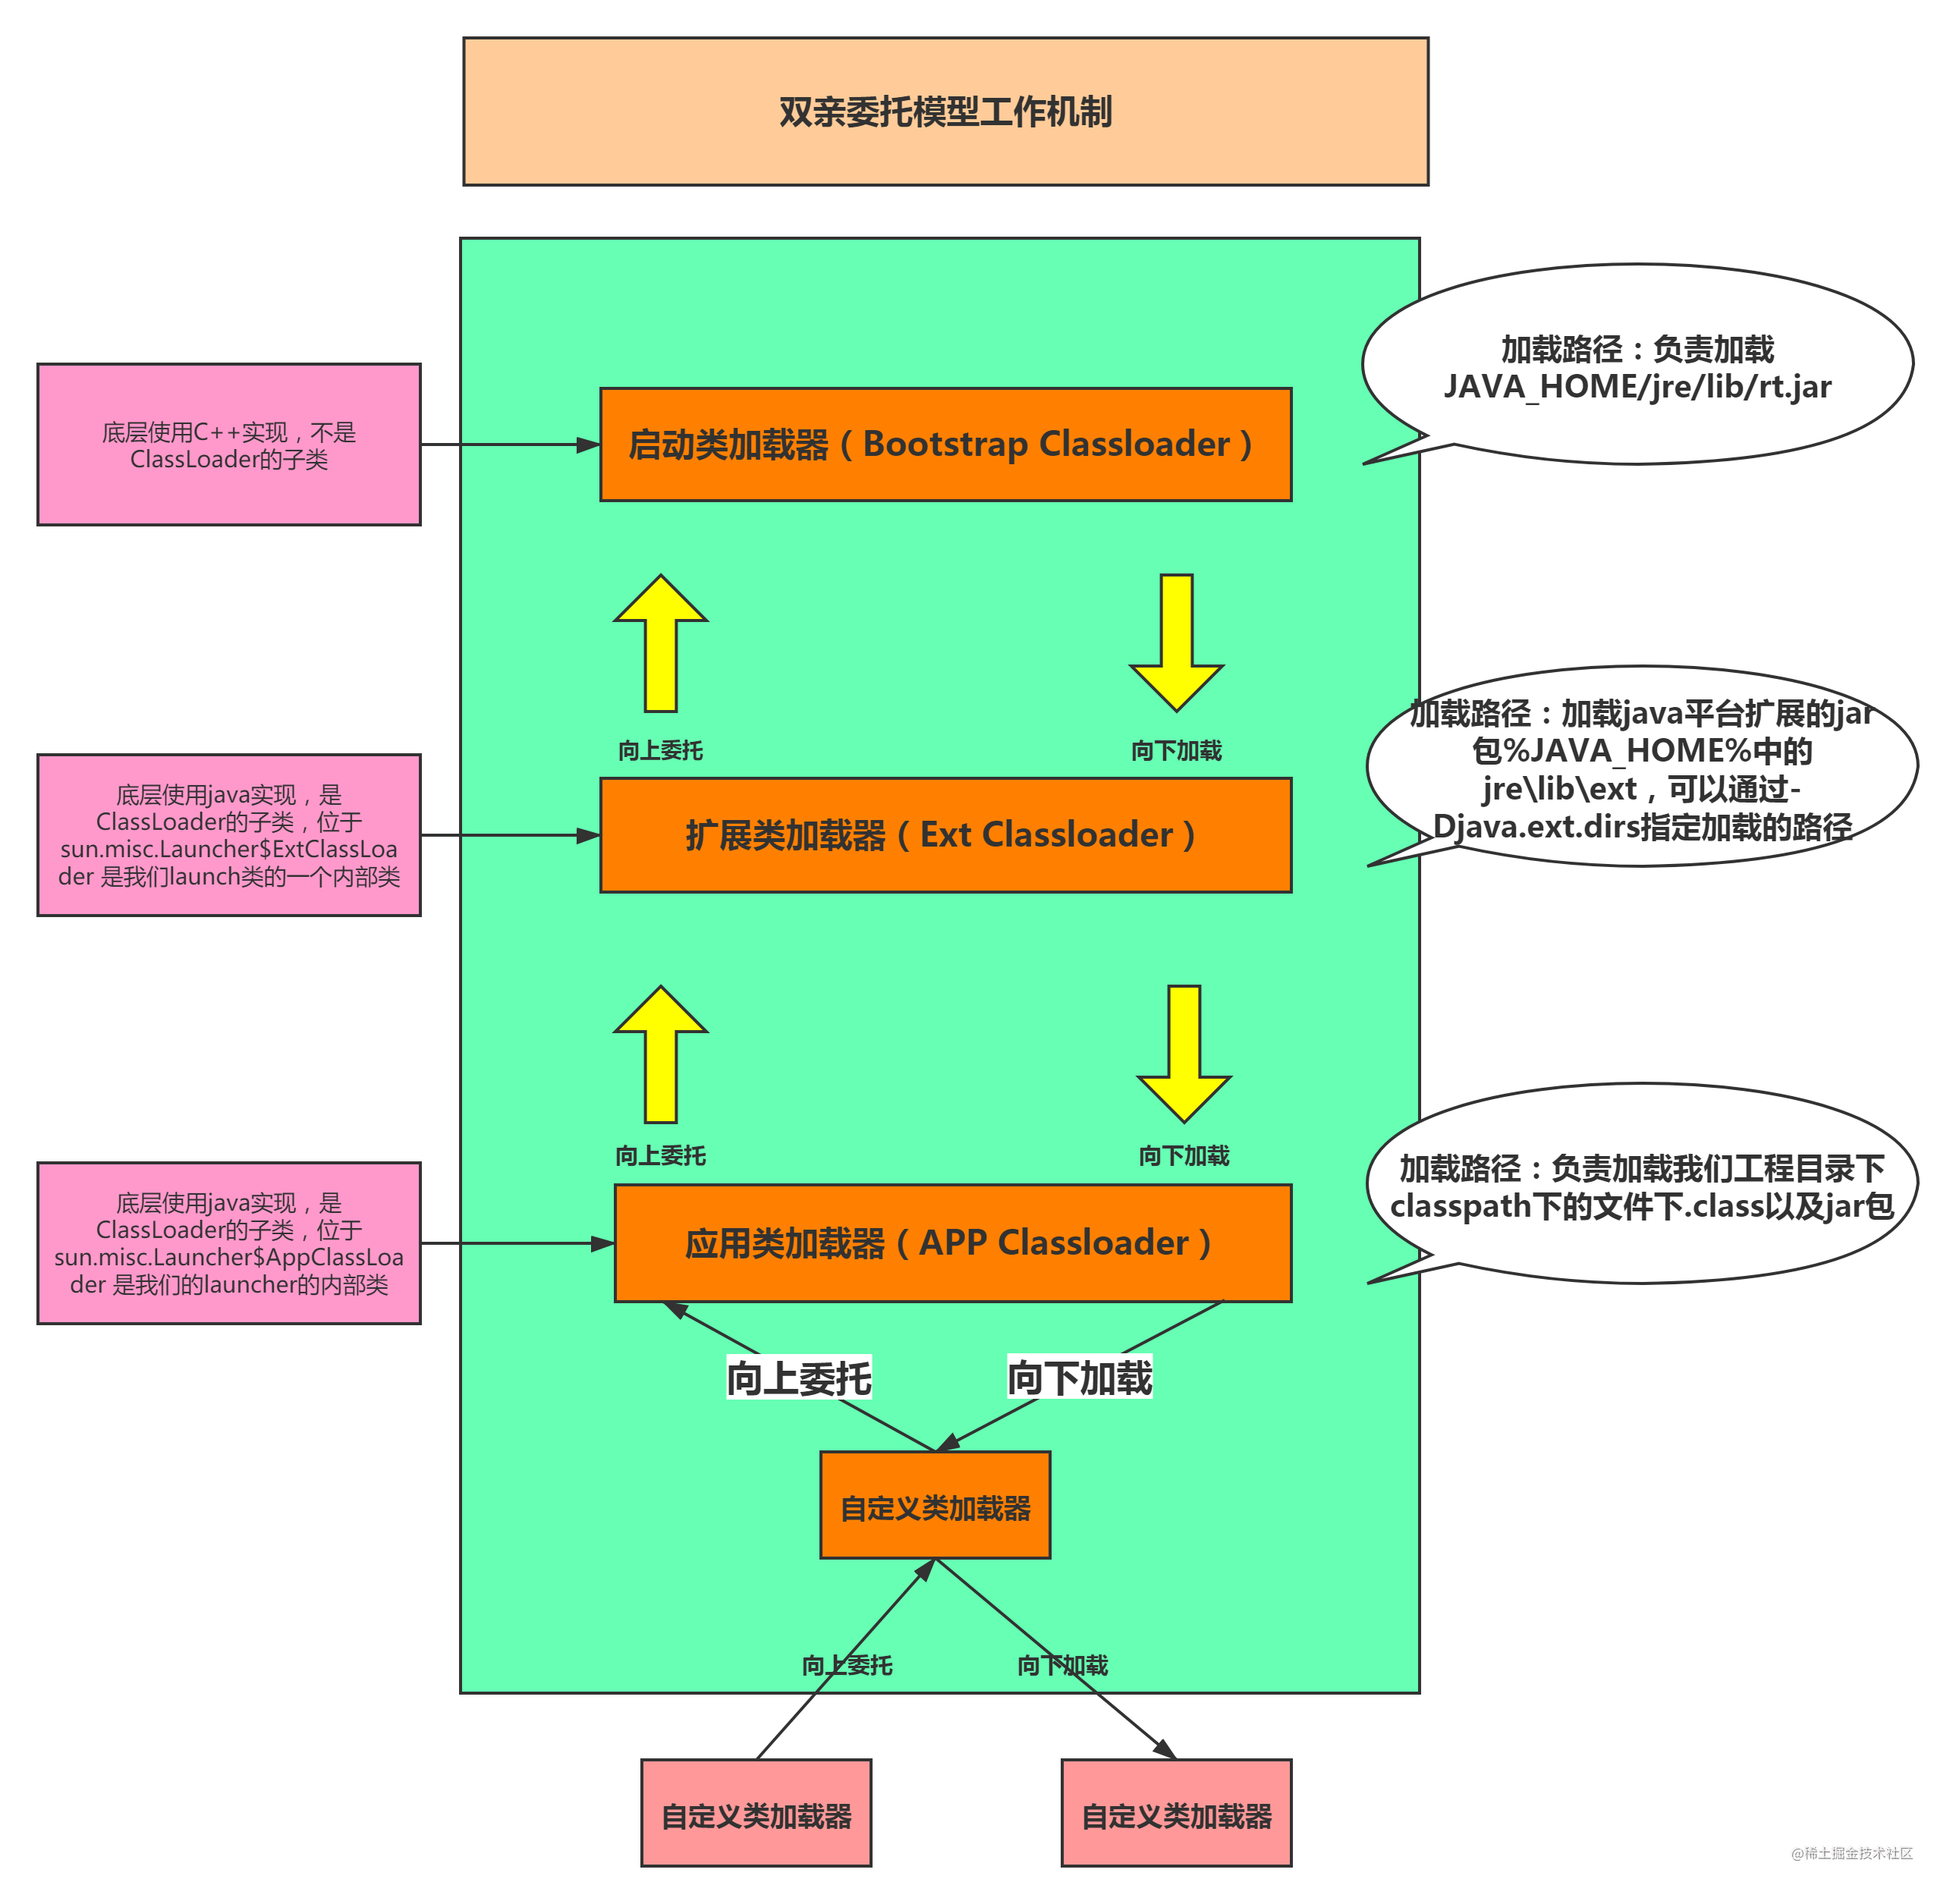 双亲委托模型工作机制
加载路径：负责加载
JAVA_HOME/jre/lib/rt.jar
底层使用C++实现，不是
ClassLoader的子类
启动类加载器（Bootstrap Classloader）
向上委托
向下加载
加载路径：加载java平台扩展的jar
包%JAVA_HOME%中的
jre\lib\ext，可以通过-
Djava.ext.dirs指定加载的路径
底层使用java实现，是
ClassLoader的子类，位于
sun.misc.Launcher$ExtClassLoa
der 是我们launch类的一个内部类
扩展类加载器（Ext Classloader）
向上委托
向下加载
加载路径：负责加载我们工程目录下
classpath下的文件下.class以及jar包
底层使用java实现，是
ClassLoader的子类，位于
sun.misc.Launcher$AppClassLoa
der 是我们的launcher的内部类
应用类加载器（APP Classloader）
向上委托
向下加载
自定义类加载器
向上委托
向下加载
自定义类加载器
自定义类加载器
@稀土掘金技术社区